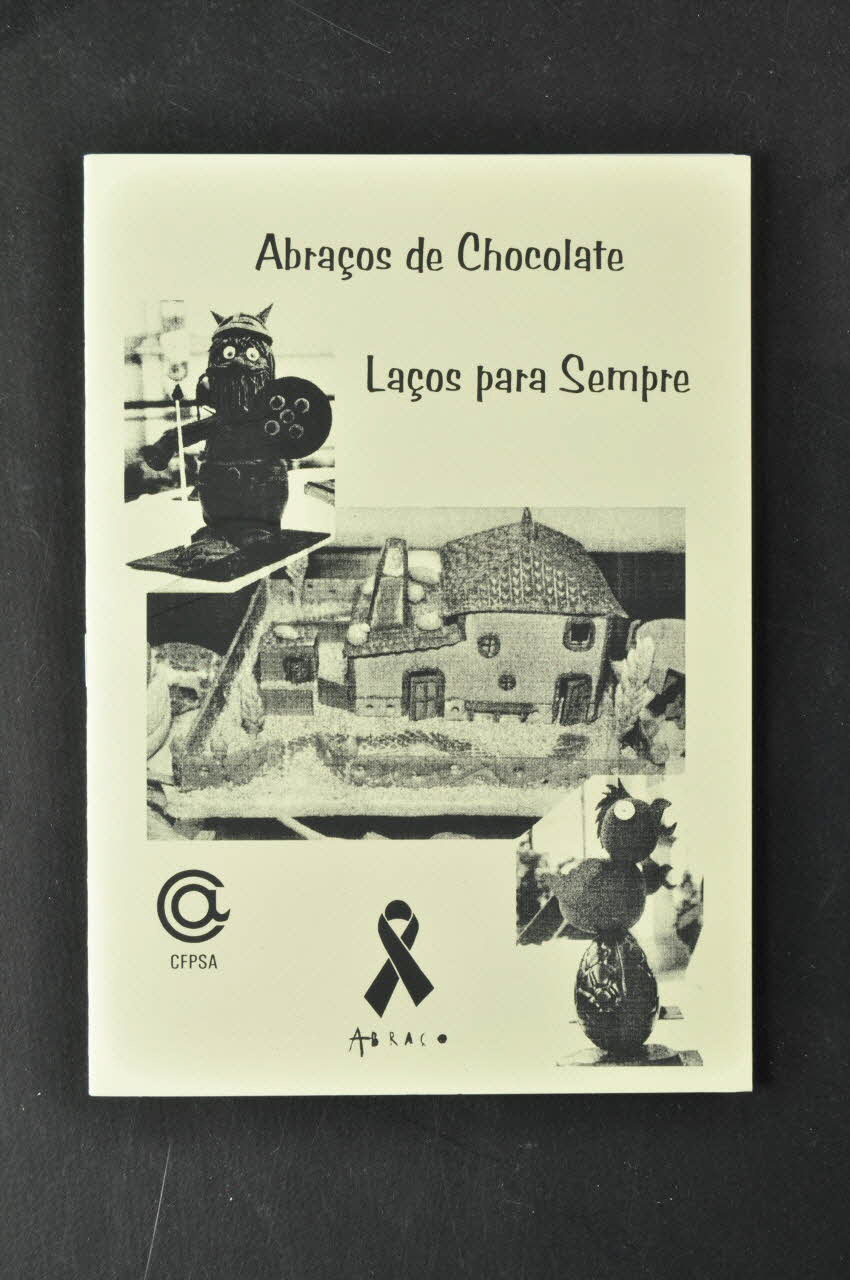 Abraços de Chocolate
Laços para Sempre
CFPSA
ABRAÇO